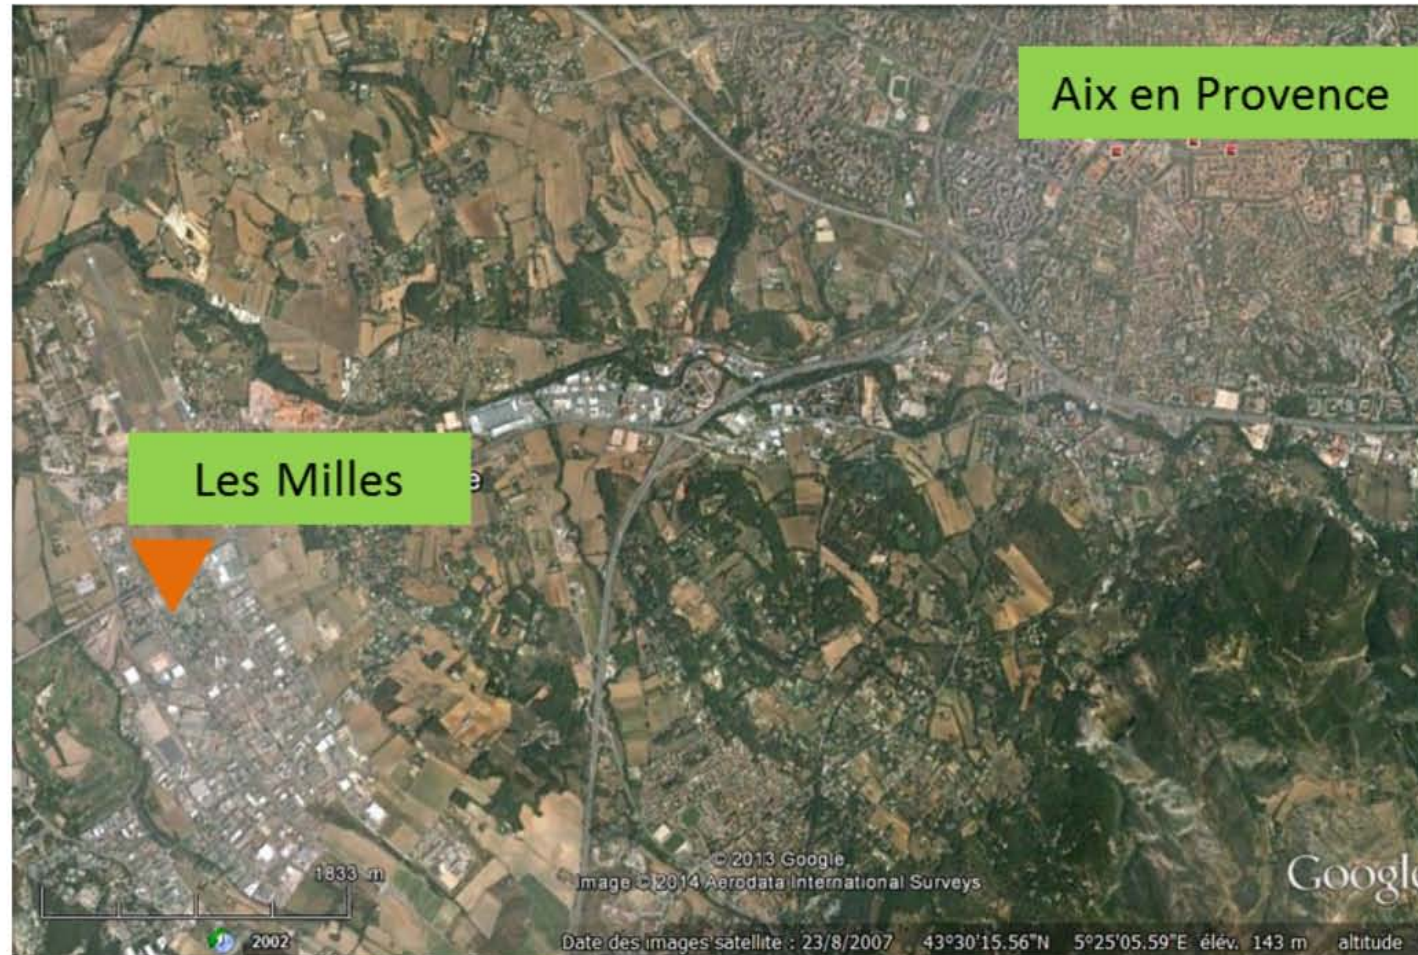 Aix en Provence
Les Milles
e
1833 m
© 2013 Google
Image © 2014 Aerodata International Surveys
Google
2002
Date des images satellite : 23/8/2007 43°30'15.56"N 5°25'05.59"E élév. 143 m altitude